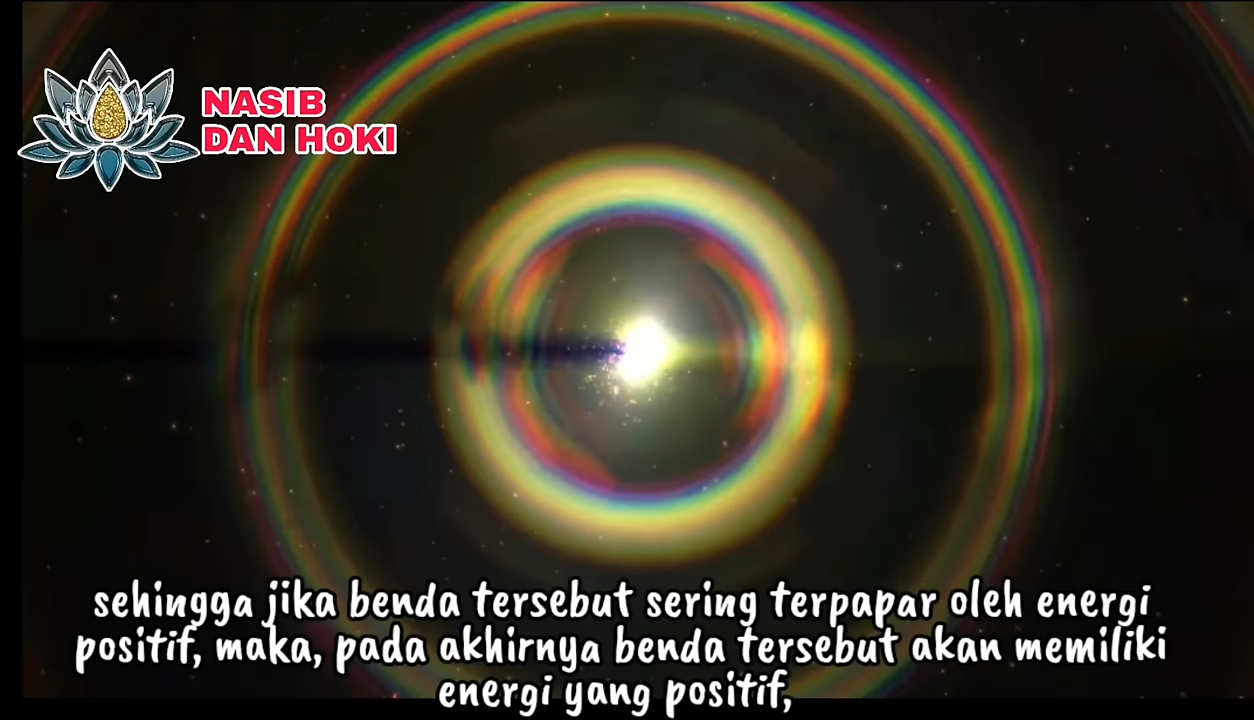 NASIB
DAN HOKI
sehingga jika benda tersebut sering terpapar oleh energi
positif, maka, pada akhirnya benda tersebut akan memiliki
energi yang positif,